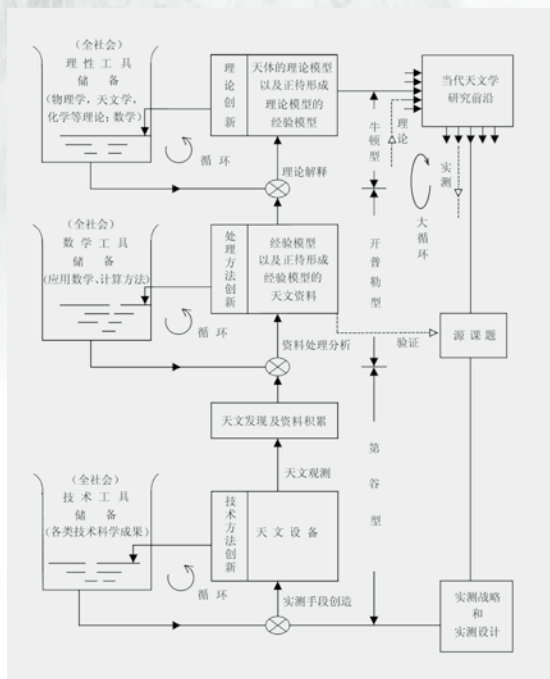 (全社会)
理性工具
储 备
(物理学，天文学，
化学等理论；数学)
循 环
理论创新
天体的理论模型
以及正待形成
理论模型的
经验模型
理论解释
牛顿型
理论
当代天文学
研究前沿
实测
大循环
(全社会)
数学工具
储 备
(应用数学、计算方法)
循 环
处理方法创新
经验模型
以及正待形成
经验模型的
天文资料
资料处理分析
开普勒型
验证
源 课 题
天文发现及资料积累
天文观测
第谷型
(全社会)
技术工具
储 备
(各类技术科学成果)
循 环
技术方法创新
天 文 设 备
实测手段创造
实测战略
和
实测设计